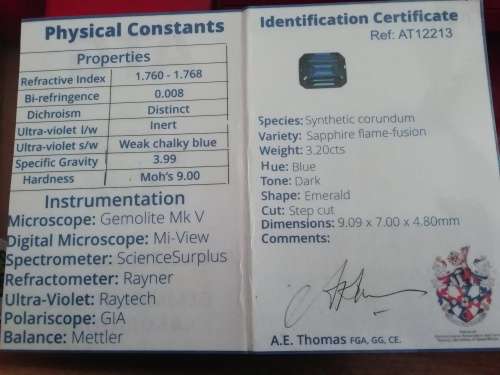 Physical Constants
Properties
Refractive Index 1.760 - 1.768
Bi-refringence 0.008
Dichroism Distinct
Ultra-violet l/w Inert
Ultra-violet s/w Weak chalky blue
Specific Gravity 3.99
Hardness Moh's 9.00
Instrumentation
Microscope: Gemolite Mk V
Digital Microscope: Mi-View
Spectrometer: ScienceSurplus
Refractometer: Rayner
Ultra-Violet: Raytech
Polariscope: GIA
Balance: Mettler
Identification Certificate
Ref: AT12213
Species: Synthetic corundum
Variety: Sapphire flame-fusion
Weight: 3.20cts
Hue: Blue
Tone: Dark
Shape: Emerald
Cut: Step cut
Dimensions: 9.09 x 7.00 x 4.80mm
Comments:
A.E. Thomas FGA, GG, CE.